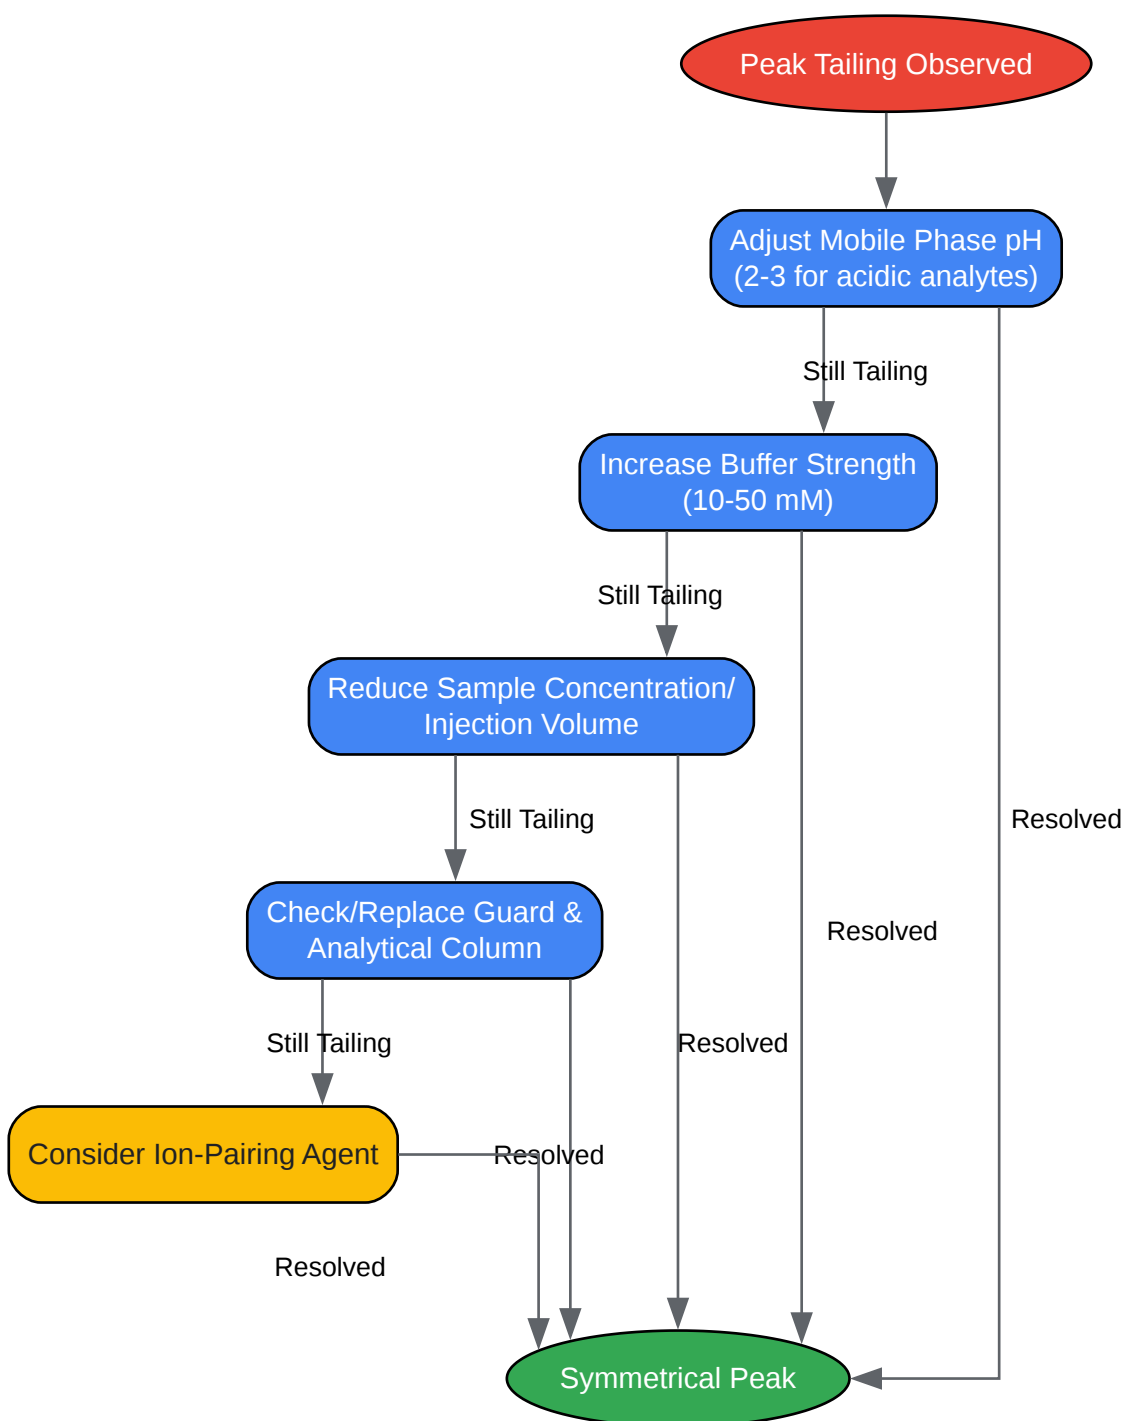 Peak Tailing Observed
Adjust Mobile Phase pH
(2-3 for acidic analytes)
Still Tailing
Increase Buffer Strength
(10-50 mM)
Still Tailing
Reduce Sample Concentration/
Injection Volume
Still Tailing
Resolved
Check/Replace Guard &
Analytical Column
Resolved
Still Tailing
Resolved
Consider Ion-Pairing Agent
Resolved
Resolved
Symmetrical Peak